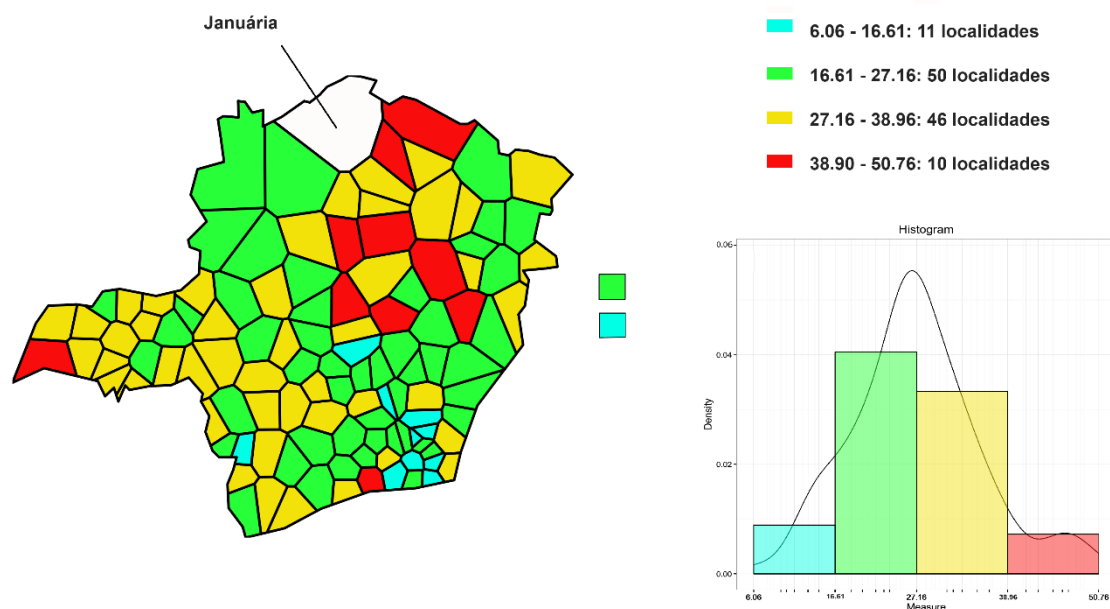 Januária
6.06 - 16.61: 11 localidades
16.61 - 27.16: 50 localidades
27.16 - 38.96: 46 localidades
38.90 - 50.76: 10 localidades
Histogram
0.06
0.04
Density
0.02
0.00
6.06 16.61 27.16 38.96 50.76
Measure